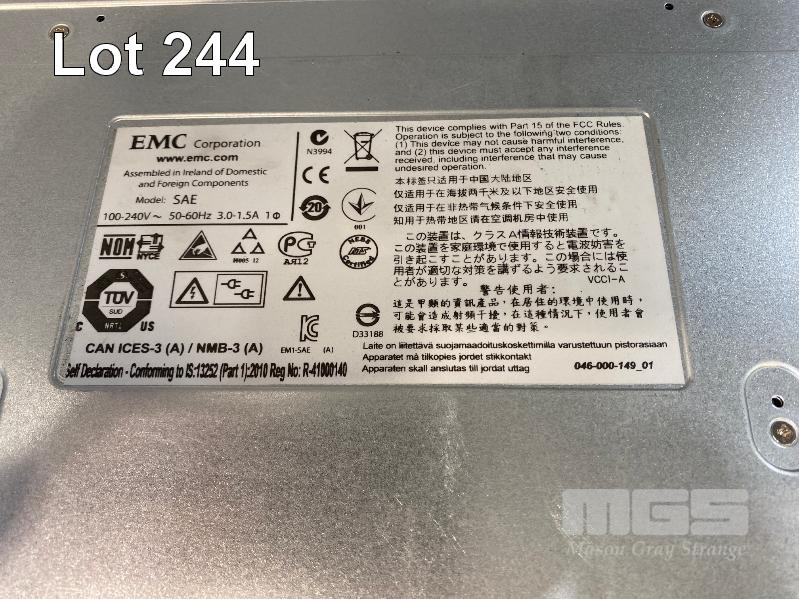 Lot 244
EMC Corporation
www.emc.com
Assembled in Ireland of Domestic
and Foreign Components
Model: SAE
100-240V～ 50-60Hz 3.0-1.5A 1Φ
N3994
CE
20
001
NOM NYCE
H005 12
PG
АЯ12
NEBS
Certified
S
TUV
SUD
NRTL
C US
CAN ICES-3 (A) / NMB-3 (A)
EM1-SAE (A)
D33188
Self Declaration - Conforming to IS:13252 (Part 1):2010 Reg No: R-41000140
This device complies with Part 15 of the FCC Rules.
Operation is subject to the following two conditions:
(1) This device may not cause harmful interference,
and (2) this device must accept any interference
received, including interference that may cause
undesired operation.
本标签只适用于中国大陆地区
仅适用于在海拔两千米及以下地区安全使用
仅适用于在非热带气候条件下安全使用
知用于热带地区请在空调机房中使用
この装置は、クラスA情報技術装置です。
この装置を家庭環境で使用すると電波妨害を
引き起こすことがあります。この場合には使
用者が適切な対策を講ずるよう要求されるこ
とがあります。 VCCI-A
警告使用者:
這是甲類的資訊產品，在居住的環境中使用時，
可能會造成射頻干擾，在這種情況下，使用者會
被要求採取某些適當的對策。
Laite on liitettävä suojamaadoituskoskettimilla varustettuun pistorasiaan
Apparatet må tilkoples jordet stikkontakt
Apparaten skall anslutas till jordat uttag
046-000-149_01
MGS
Mason Gray Strange